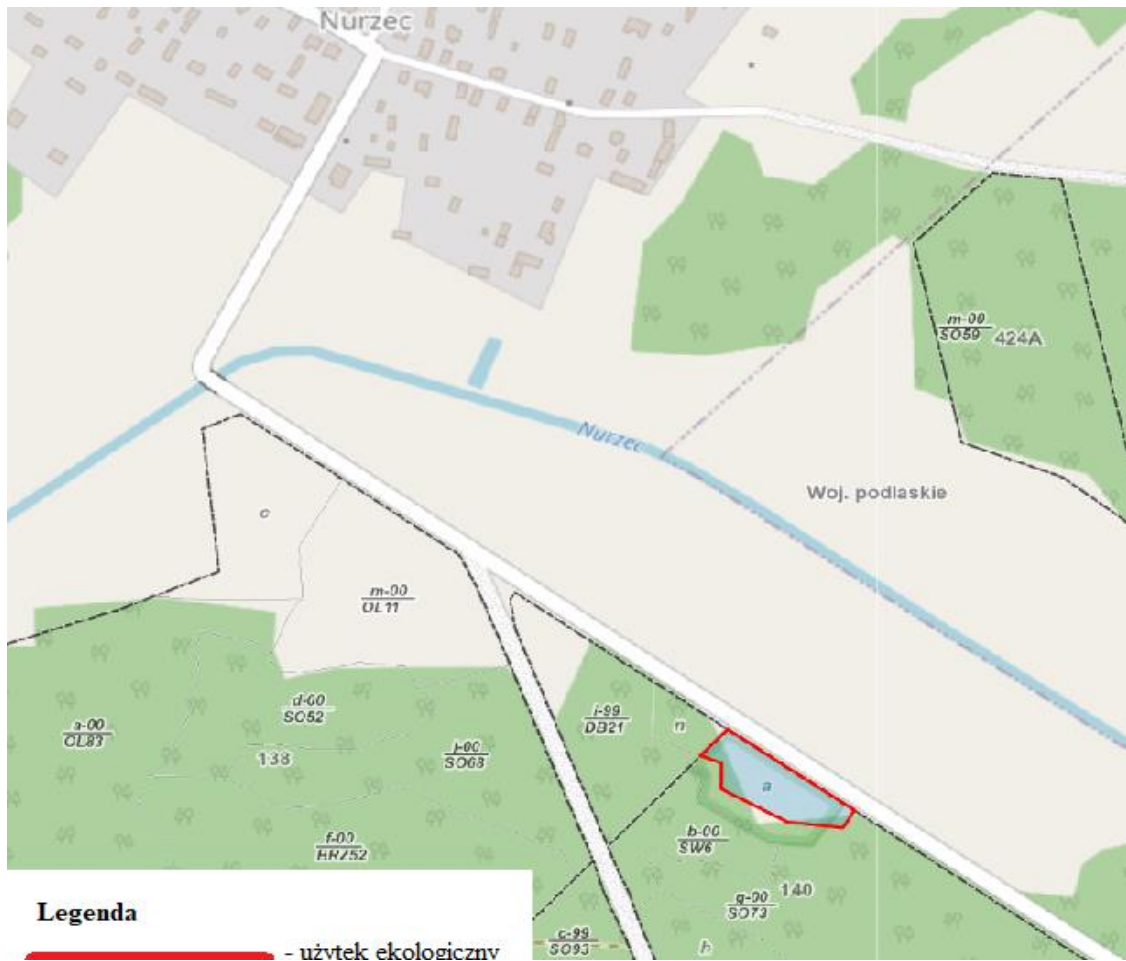 Nurzec
m-00
SO59
424A
Nurzec
Woj. podlaskie
c
m-00
OL11
d-00
SO52
i-99
DB21
n
a-00
OL83
138
j-00
SO68
a
f-00
BRZ52
b-00
SW6
140
g-00
SO73
c-99
SO93
h
Legenda
- użytek ekologiczny